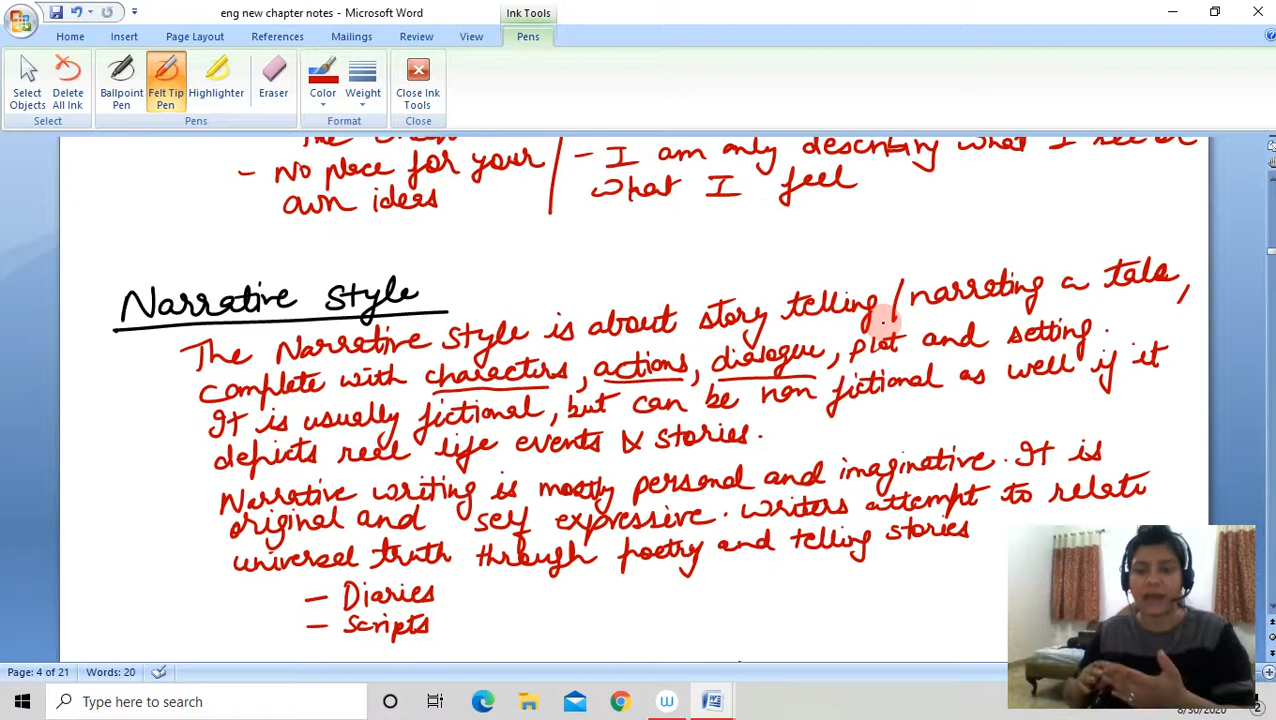 eng new chapter notes - Microsoft Word
Ink Tools
Home Insert Page Layout References Mailings Review View Pens
Select Objects
Delete All Ink
Ballpoint Pen
Felt Tip Pen
Highlighter
Eraser
Color
Weight
Close Ink Tools
Select Pens Format Close
- No place for your own ideas
- I am only describing what I
what I feel
Narrative Style
The Narrative Style is about story telling / narrating a tale,
complete with characters, actions, dialogue, plot and setting.
It is usually fictional, but can be non fictional as well if it
depicts real life events & stories.
Narrative writing is mostly personal and imaginative. It is
original and self expressive. Writers attempt to relate
universal truth through poetry and telling stories
- Diaries
- Scripts
Page: 4 of 21 Words: 20
Type here to search
8/30/2020
2